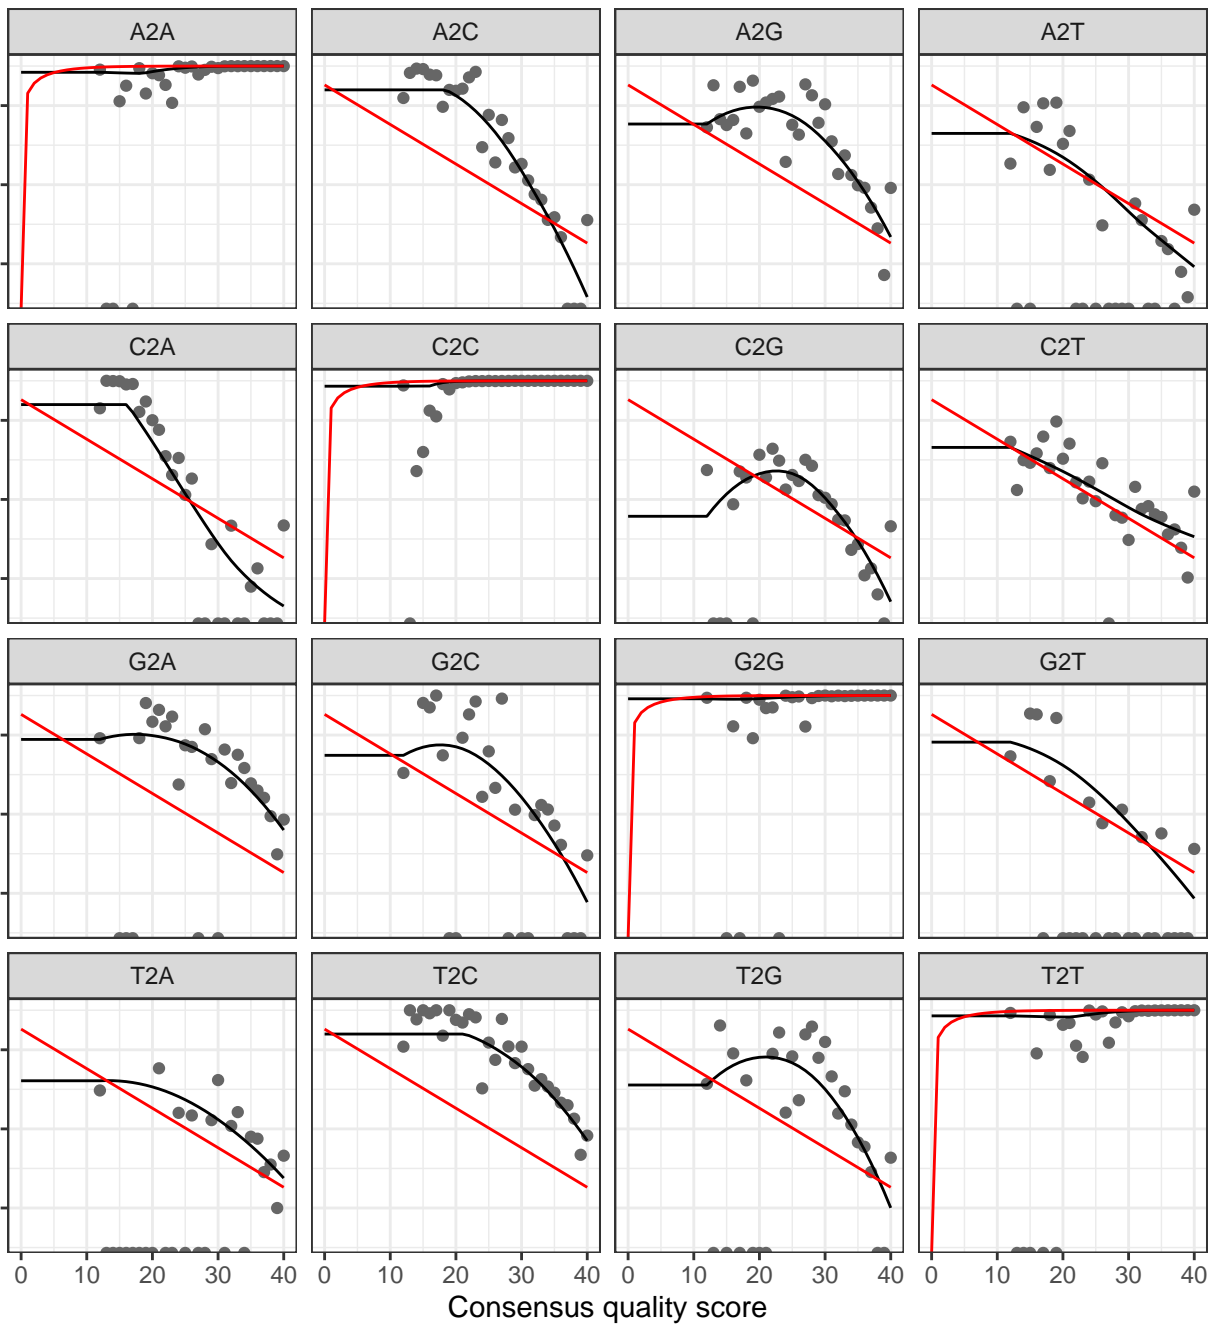 A2A A2C A2G A2T
C2A C2C C2G C2T
G2A G2C G2G G2T
T2A T2C T2G T2T
0 10 20 30 40 0 10 20 30 40 0 10 20 30 40 0 10 20 30 40
Consensus quality score